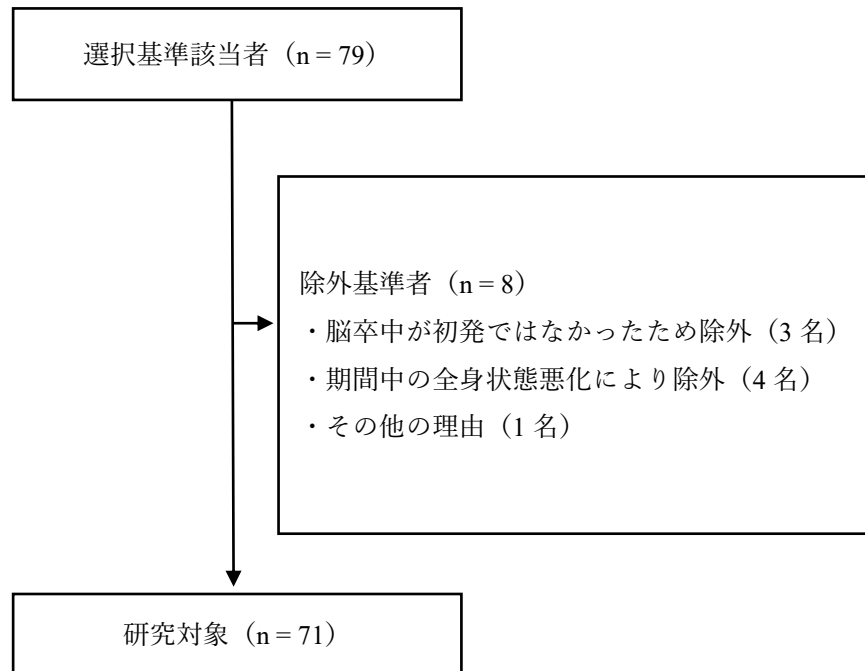 選択基準該当者（n = 79）
除外基準者（n = 8）
・脳卒中が初発ではなかったため除外（3 名）
・期間中の全身状態悪化により除外（4 名）
・その他の理由（1 名）
研究対象（n = 71）